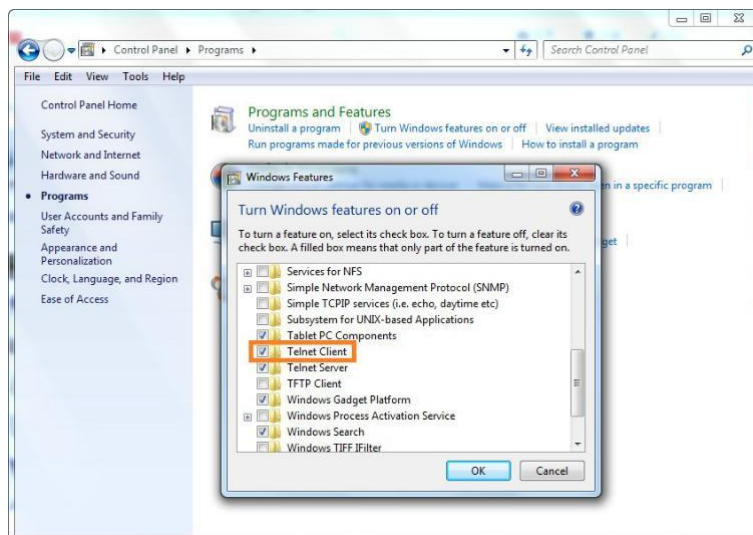 Control Panel ▸ Programs ▸
Search Control Panel
File Edit View Tools Help
Control Panel Home
System and Security
Network and Internet
Hardware and Sound
Programs
User Accounts and Family
Safety
Appearance and
Personalization
Clock, Language, and Region
Ease of Access
Programs and Features
Uninstall a program Turn Windows features on or off View installed updates
Run programs made for previous versions of Windows How to install a program
en in a specific program
get
Windows Features
Turn Windows features on or off
To turn a feature on, select its check box. To turn a feature off, clear its
check box. A filled box means that only part of the feature is turned on.
Services for NFS
Simple Network Management Protocol (SNMP)
Simple TCPIP services (i.e. echo, daytime etc)
Subsystem for UNIX-based Applications
Tablet PC Components
Telnet Client
Telnet Server
TFTP Client
Windows Gadget Platform
Windows Process Activation Service
Windows Search
Windows TIFF IFilter
OK Cancel